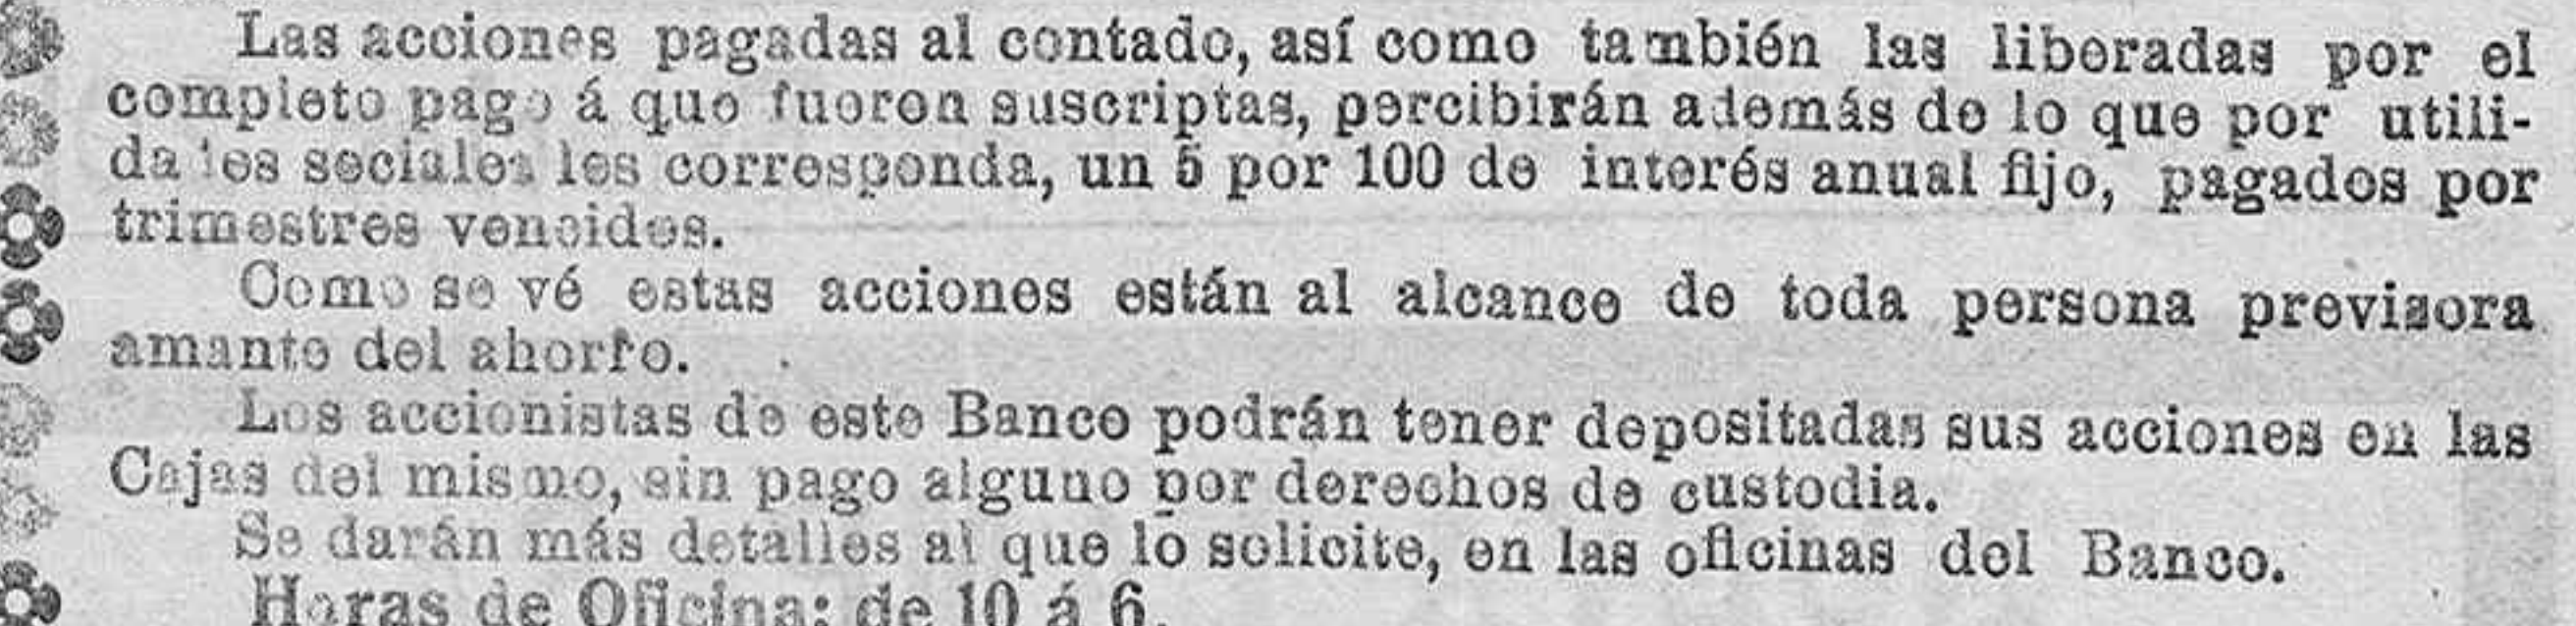 Las acciones pagadas al contado, así como también las liberadas por el
completo pago á que fueron suscriptas, percibirán además de lo que por utili-
dades sociales les corresponda, un 5 por 100 de interés anual fijo, pagados por
trimestres vencidos.
Como se vé estas acciones están al alcance de toda persona previsora
amante del ahorro.
Los accionistas de este Banco podrán tener depositadas sus acciones en las
Cajas del mismo, sin pago alguno por derechos de custodia.
Se darán más detalles al que lo solicite, en las oficinas del Banco.
Horas de Oficina: de 10 á 6.